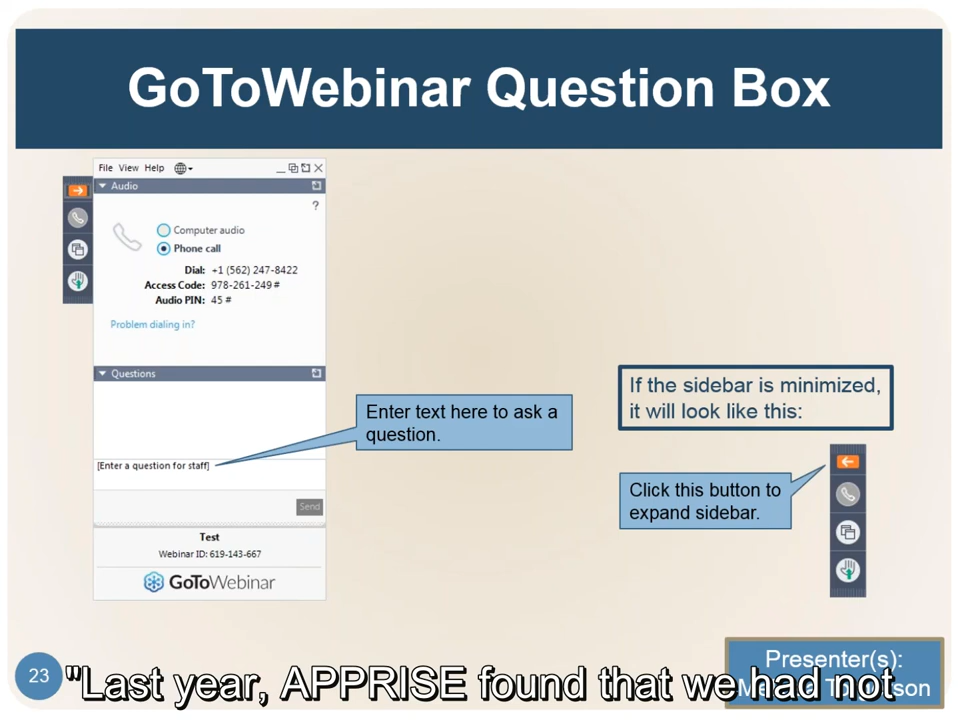 GoToWebinar Question Box
File View Help
Audio
?
Computer audio
Phone call
Dial: +1 (562) 247-8422
Access Code: 978-261-249 #
Audio PIN: 45 #
Problem dialing in?
Questions
[Enter a question for staff]
Send
Test
Webinar ID: 619-143-667
GoToWebinar
Enter text here to ask a
question.
If the sidebar is minimized,
it will look like this:
Click this button to
expand sidebar.
23
Presenter(s):
"Last year, APPRISE found that we had not